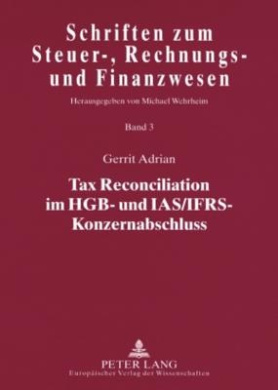 Schriften zum
Steuer-, Rechnungs-
und Finanzwesen
Herausgegeben von Michael Wehrheim
Band 3
Gerrit Adrian
Tax Reconciliation
im HGB- und IAS/IFRS-
Konzernabschluss
PETER LANG
Europäischer Verlag der Wissenschaften